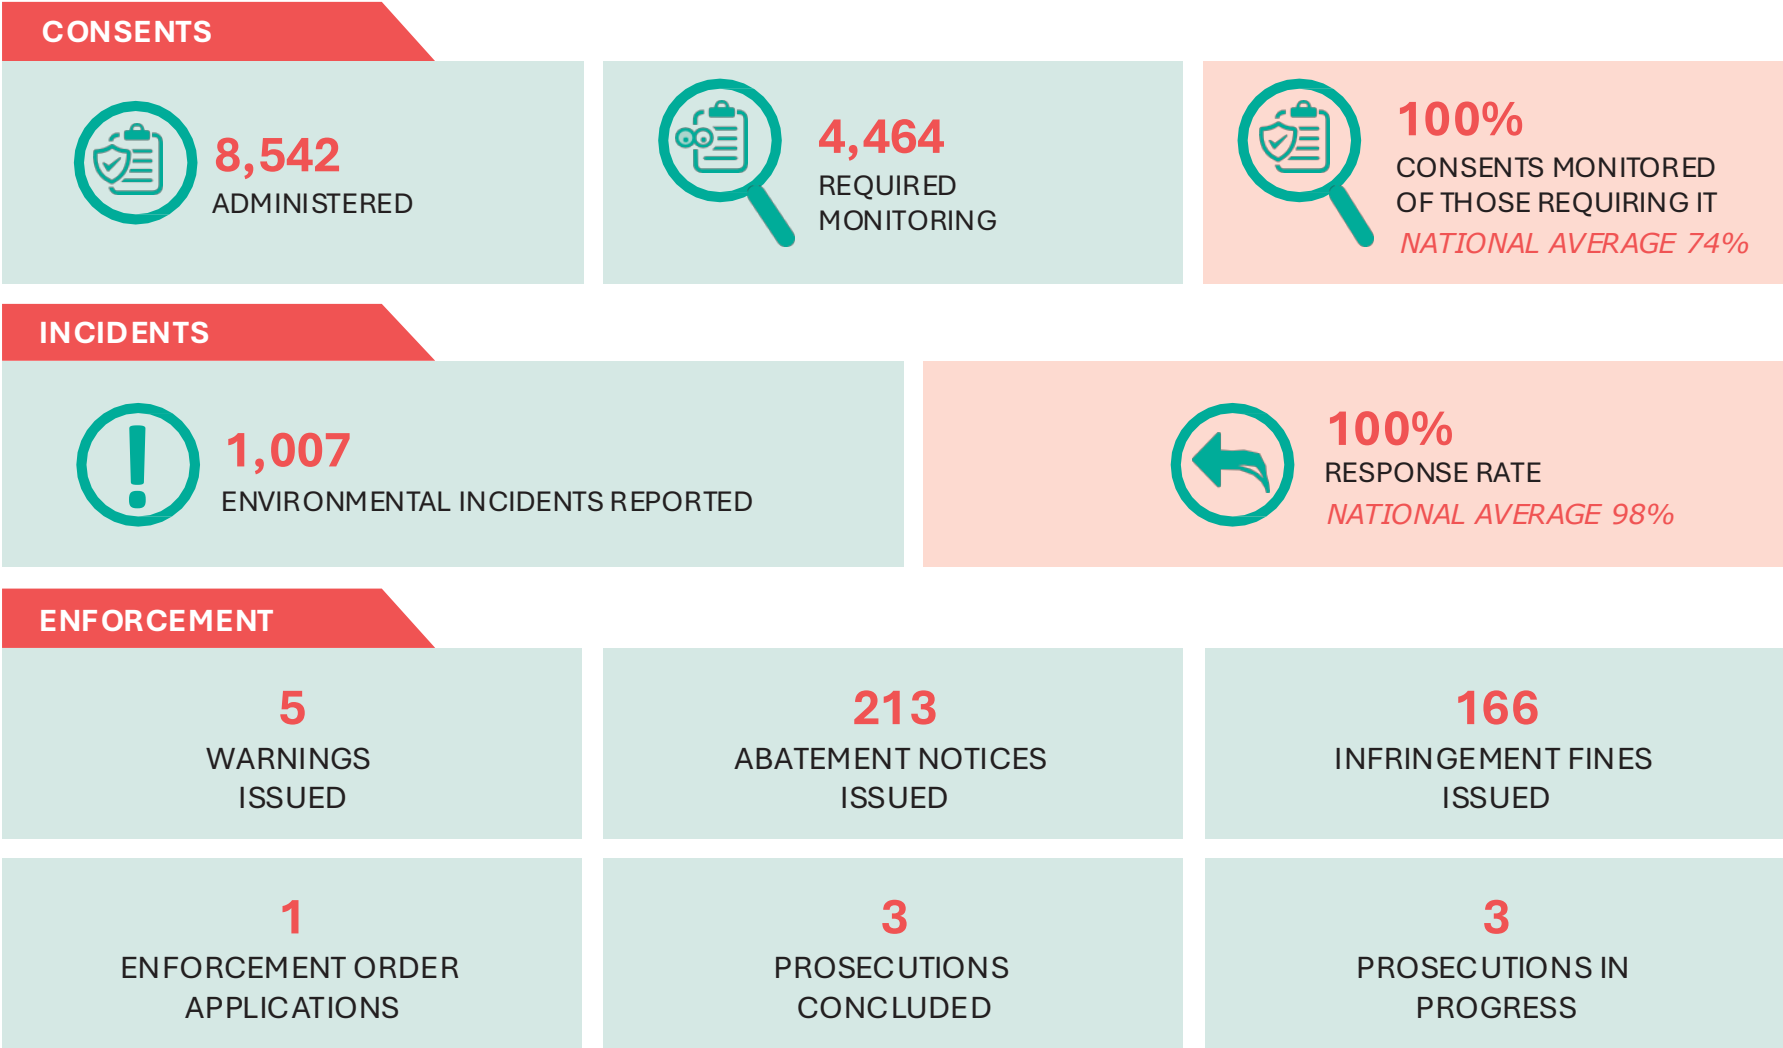 CONSENTS
8,542
ADMINISTERED
4,464
REQUIRED
MONITORING
100%
CONSENTS MONITORED
OF THOSE REQUIRING IT
NATIONAL AVERAGE 74%
INCIDENTS
1,007
ENVIRONMENTAL INCIDENTS REPORTED
100%
RESPONSE RATE
NATIONAL AVERAGE 98%
ENFORCEMENT
5
WARNINGS
ISSUED
213
ABATEMENT NOTICES
ISSUED
166
INFRINGEMENT FINES
ISSUED
1
ENFORCEMENT ORDER
APPLICATIONS
3
PROSECUTIONS
CONCLUDED
3
PROSECUTIONS IN
PROGRESS